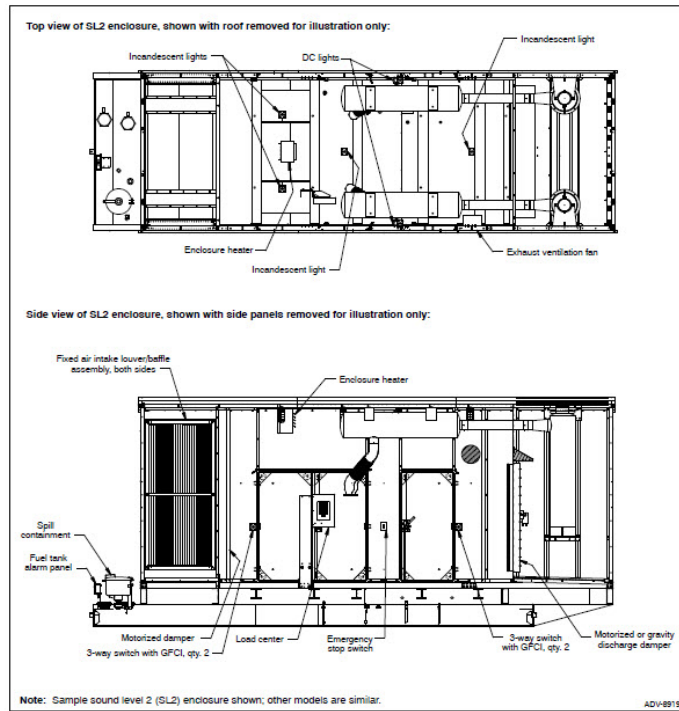 Top view of SL2 enclosure, shown with roof removed for illustration only:
Incandescent lights
DC lights
Incandescent light
Enclosure heater
Incandescent light
Exhaust ventilation fan
Side view of SL2 enclosure, shown with side panels removed for illustration only:
Fixed air intake louver/baffle
assembly, both sides
Enclosure heater
Spill
containment
Fuel tank
alarm panel
Motorized damper
3-way switch with GFCI, qty. 2
Load center
Emergency
stop switch
3-way switch
with GFCI, qty. 2
Motorized or gravity
discharge damper
Note: Sample sound level 2 (SL2) enclosure shown; other models are similar.
ADV-8919